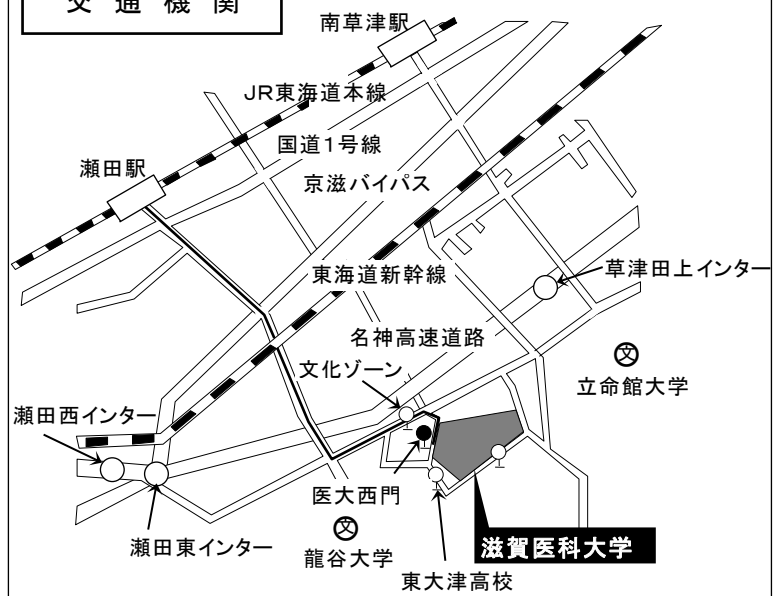 交通機関
南草津駅
JR東海道本線
国道1号線
瀬田駅
京滋バイパス
東海道新幹線
草津田上インター
名神高速道路
文化ゾーン
文
立命館大学
瀬田西インター
医大西門
文
瀬田東インター
龍谷大学
滋賀医科大学
東大津高校